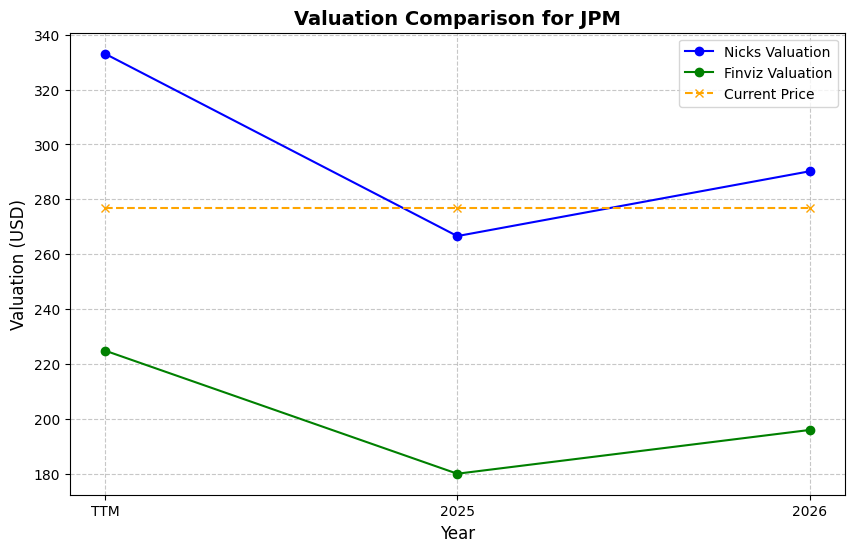 Valuation Comparison for JPM
Nicks Valuation
Finviz Valuation
Current Price
Valuation (USD)
340
320
300
280
260
240
220
200
180
TTM
2025
2026
Year